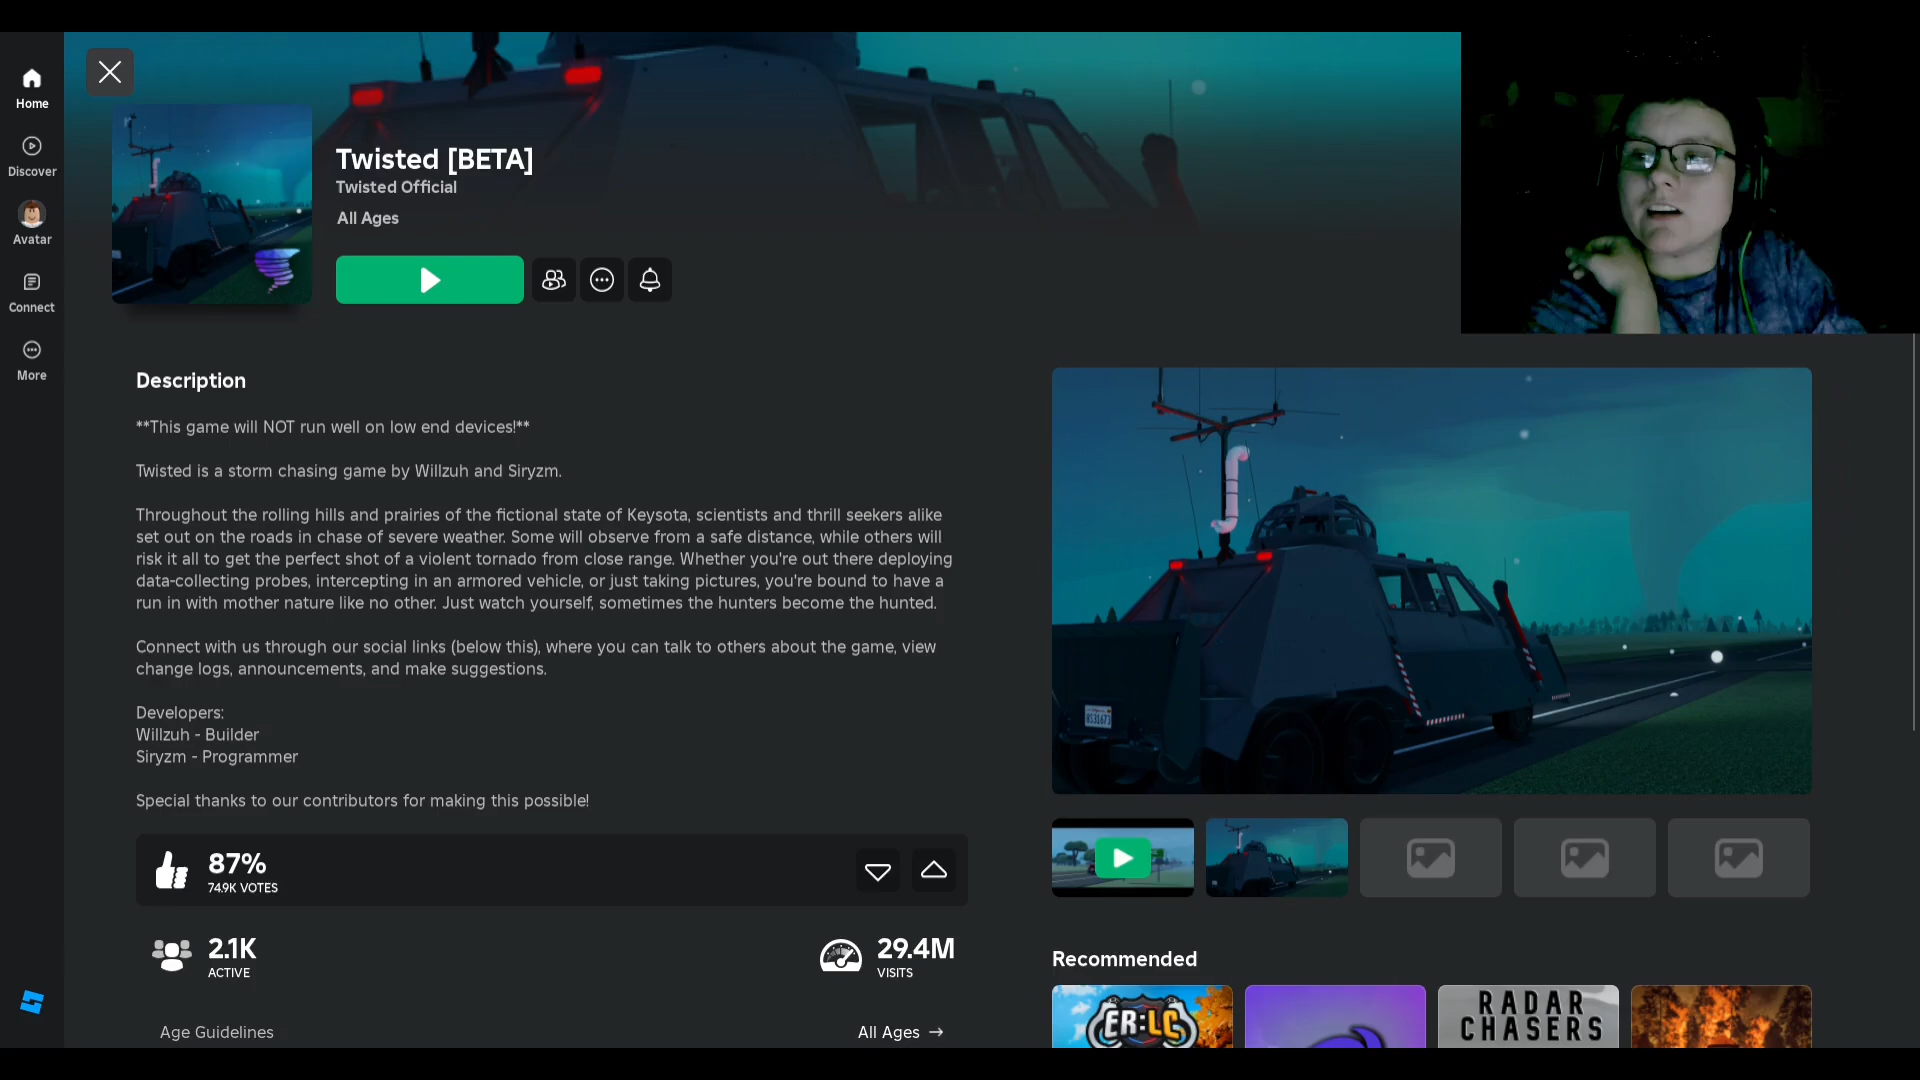 Home
Discover
Avatar
Connect
More
Twisted [BETA]
Twisted Official
All Ages
Description
**This game will NOT run well on low end devices!**
Twisted is a storm chasing game by Willzuh and Siryzm.
Throughout the rolling hills and prairies of the fictional state of Keysota, scientists and thrill seekers alike
set out on the roads in chase of severe weather. Some will observe from a safe distance, while others will
risk it all to get the perfect shot of a violent tornado from close range. Whether you're out there deploying
data-collecting probes, intercepting in an armored vehicle, or just taking pictures, you're bound to have a
run in with mother nature like no other. Just watch yourself, sometimes the hunters become the hunted.
Connect with us through our social links (below this), where you can talk to others about the game, view
change logs, announcements, and make suggestions.
Developers:
Willzuh - Builder
Siryzm - Programmer
Special thanks to our contributors for making this possible!
87%
74.9K VOTES
2.1K
ACTIVE
29.4M
VISITS
Age Guidelines
All Ages
Recommended
ER:LC
RADAR
CHASERS